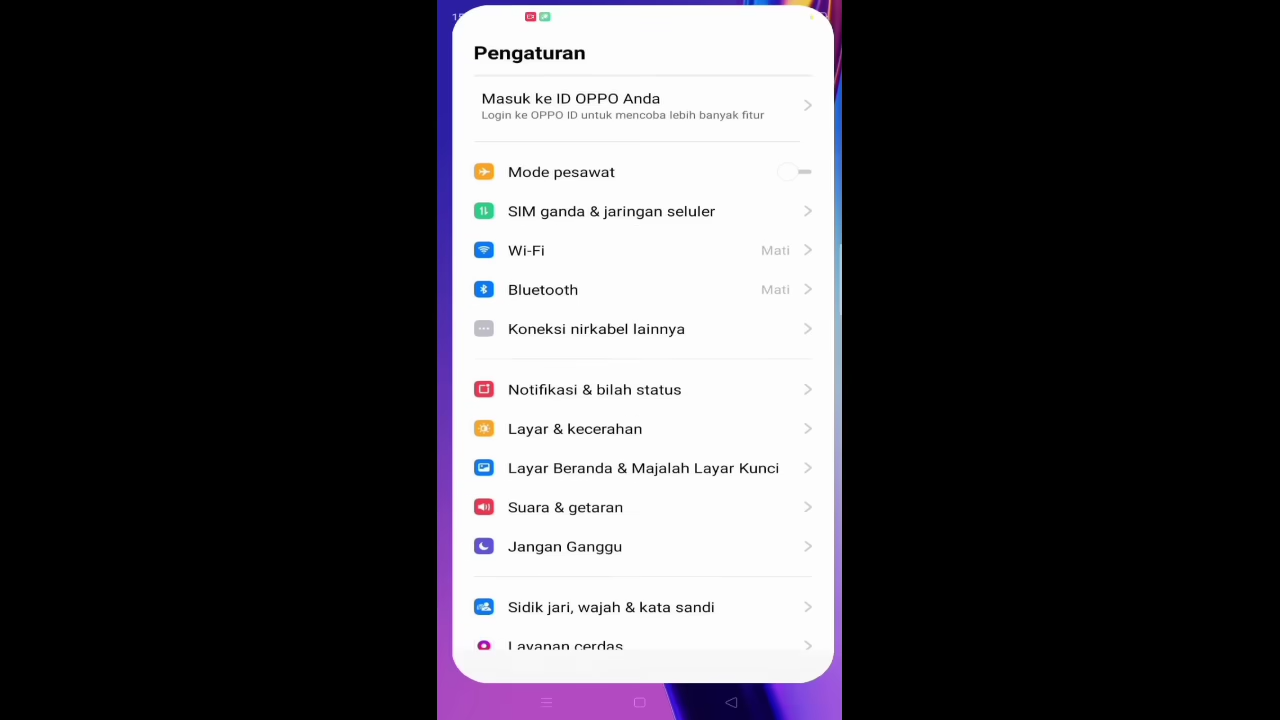 Pengaturan
Masuk ke ID OPPO Anda
Login ke OPPO ID untuk mencoba lebih banyak fitur
Mode pesawat
SIM ganda & jaringan seluler
Wi-Fi Mati
Bluetooth Mati
Koneksi nirkabel lainnya
Notifikasi & bilah status
Layar & kecerahan
Layar Beranda & Majalah Layar Kunci
Suara & getaran
Jangan Ganggu
Sidik jari, wajah & kata sandi
Layanan cerdas